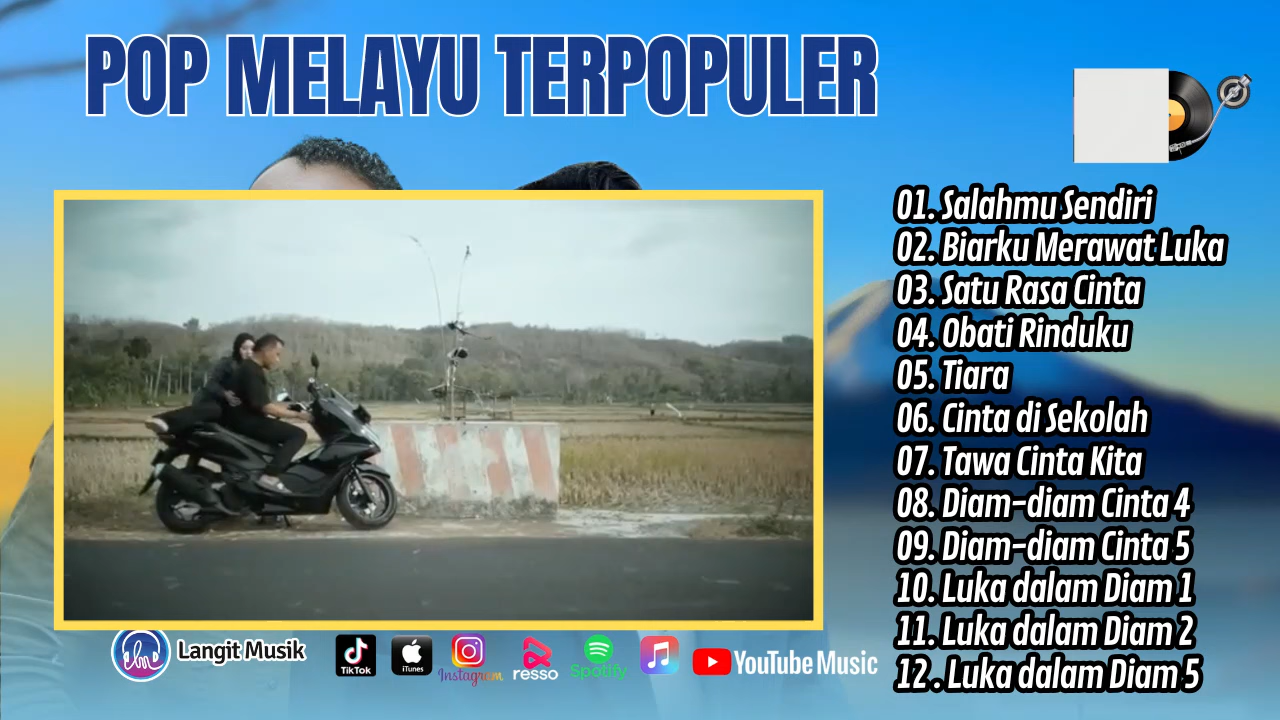 POP MELAYU TERPOPULER
01. Salahmu Sendiri
02. Biarku Merawat Luka
03. Satu Rasa Cinta
04. Obati Rinduku
05. Tiara
06. Cinta di Sekolah
07. Tawa Cinta Kita
08. Diam-diam Cinta 4
09. Diam-diam Cinta 5
10. Luka dalam Diam 1
11. Luka dalam Diam 2
12 . Luka dalam Diam 5
lm Langit Musik
TikTok
iTunes
Instagram
resso
Spotify
YouTube Music